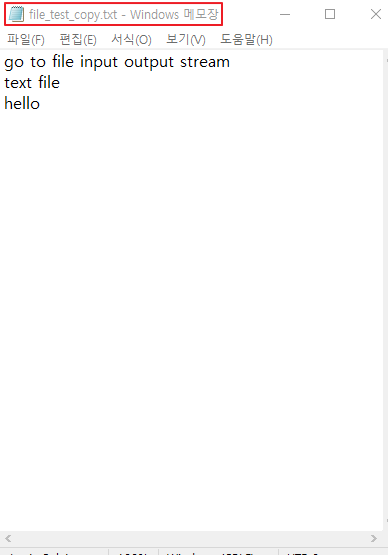 file_test_copy.txt - Windows 메모장
파일(F) 편집(E) 서식(O) 보기(V) 도움말(H)
go to file input output stream
text file
hello